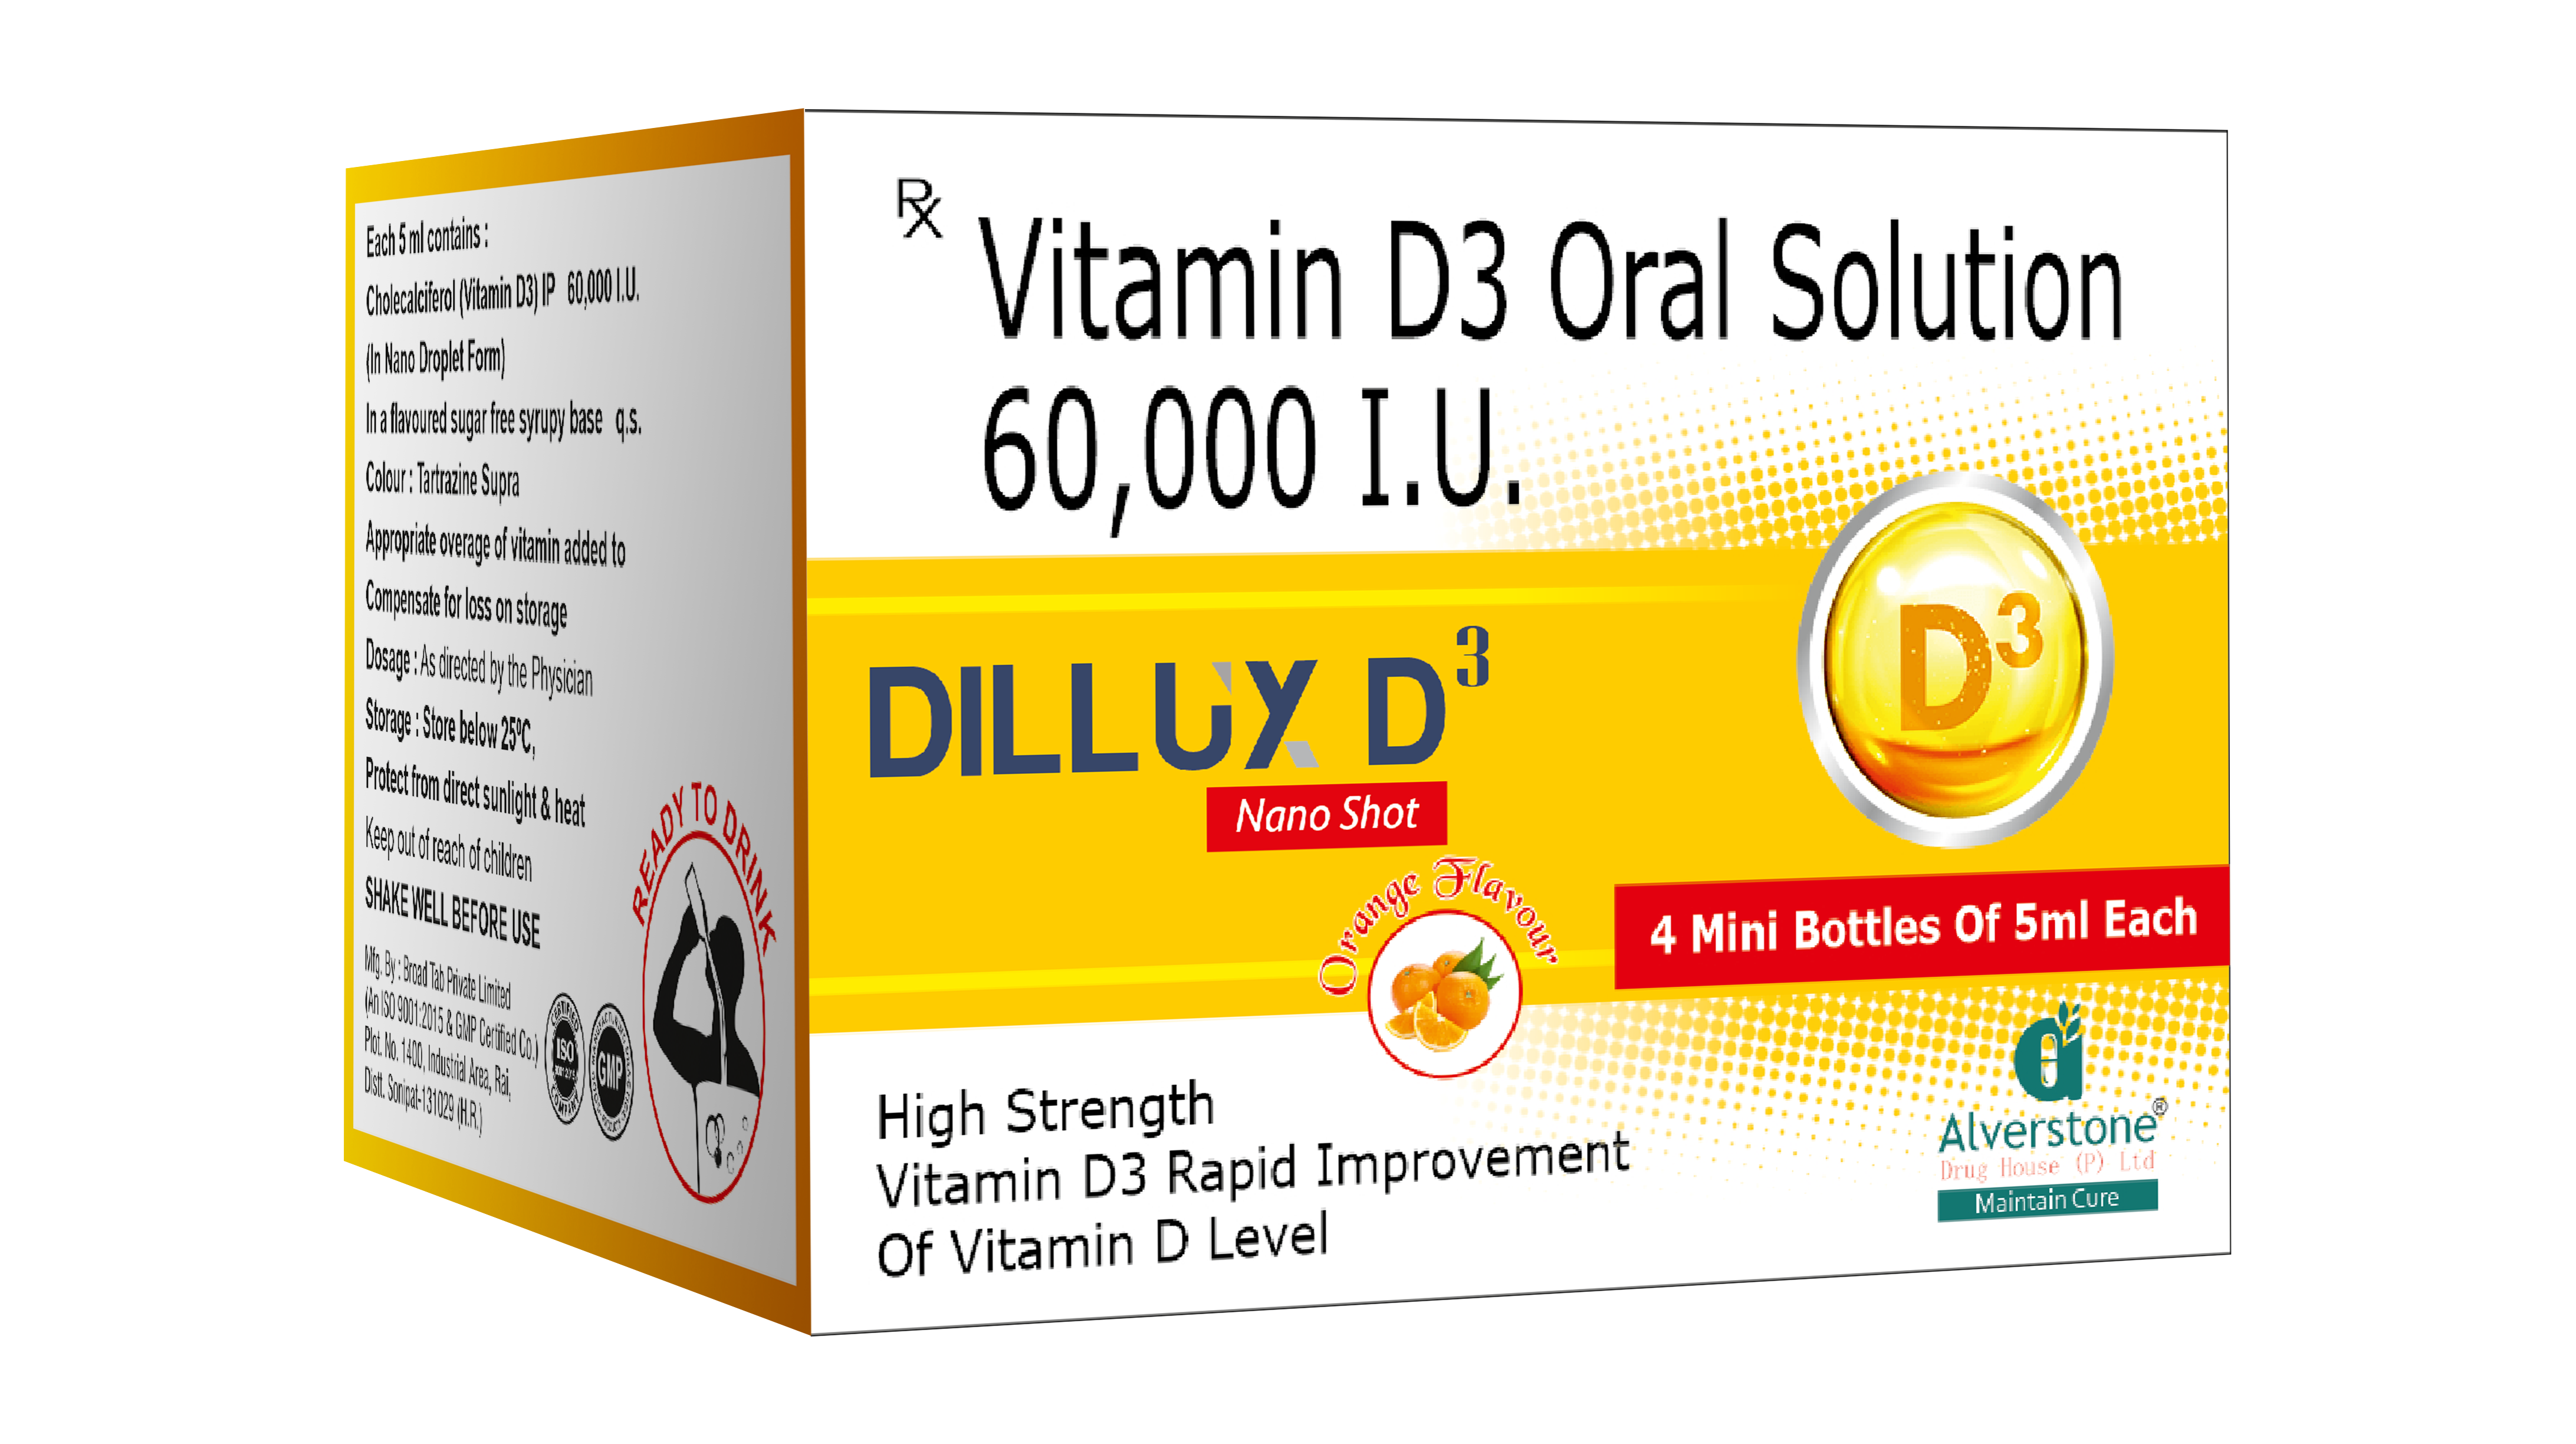 Each 5 ml contains :
Cholecalciferol (Vitamin D3) IP 60,000 I.U.
(In Nano Droplet Form)
In a flavoured sugar free syrupy base q.s.
Colour : Tartrazine Supra
Appropriate overage of vitamin added to
Compensate for loss on storage
Dosage : As directed by the Physician
Storage : Store below 25ºC,
Protect from direct sunlight & heat
Keep out of reach of children
SHAKE WELL BEFORE USE
Mfg. By : Broad Tab Private Limited
(An ISO 9001:2015 & GMP Certified Co.)
Plot. No. 1400, Industrial Area, Rai,
Distt. Sonipat-131029 (H.R.)
CERTIFIED
ISO
COMPANY
GMP
READY TO DRINK
Rx
Vitamin D3 Oral Solution
60,000 I.U.
DILLUX D3
Nano Shot
D3
Orange Flavour
4 Mini Bottles Of 5ml Each
High Strength
Vitamin D3 Rapid Improvement
Of Vitamin D Level
Alverstone®
Drug House (P) Ltd
Maintain Cure